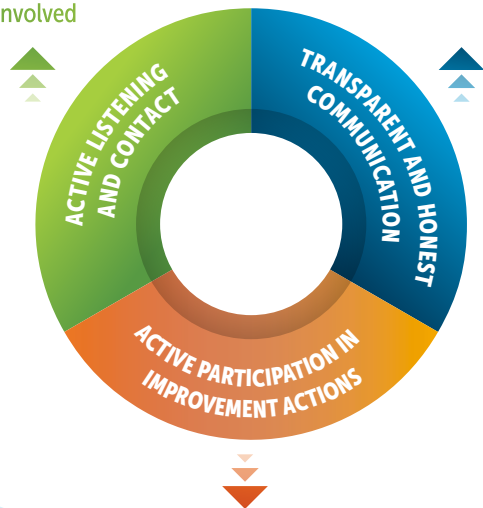 nvolved
ACTIVE LISTENING
AND CONTACT
TRANSPARENT AND HONEST
COMMUNICATION
ACTIVE PARTICIPATION IN
IMPROVEMENT ACTIONS